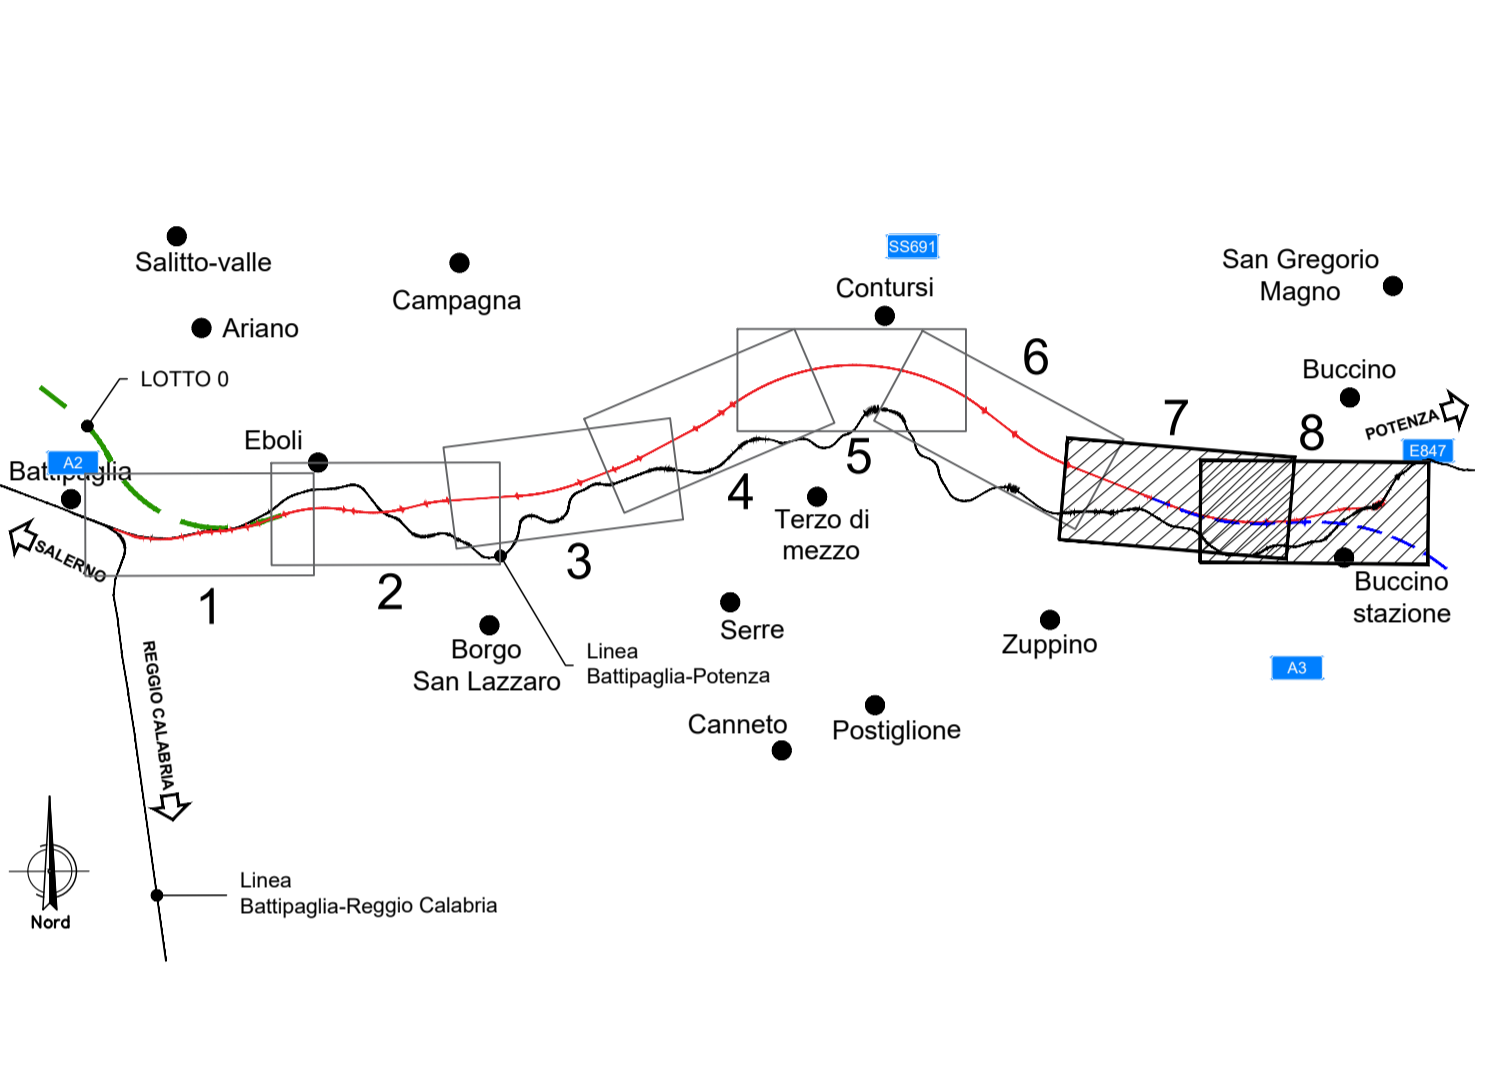 SS691
Salitto-valle
Campagna
Contursi
San Gregorio
Magno
Ariano
LOTTO 0
6
Buccino
7
8
POTENZA
Eboli
E847
A2
Battipaglia
5
4
Terzo di
mezzo
SALERNO
3
2
1
Buccino
stazione
Serre
Zuppino
Borgo
San Lazzaro
Linea
Battipaglia-Potenza
A3
REGGIO CALABRIA
Canneto
Postiglione
Linea
Battipaglia-Reggio Calabria
Nord